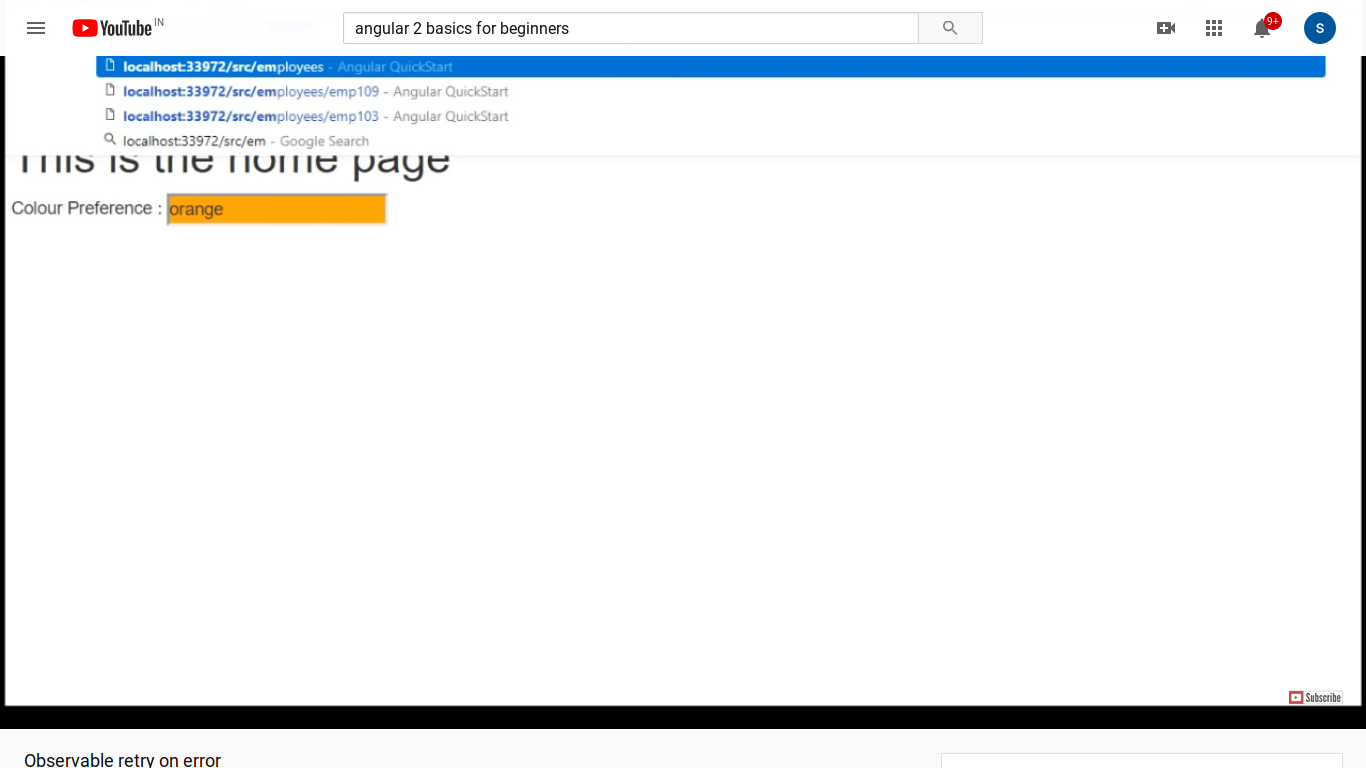 YouTube IN
angular 2 basics for beginners
9+
S
localhost:33972/src/employees - Angular QuickStart
localhost:33972/src/employees/emp109 - Angular QuickStart
localhost:33972/src/employees/emp103 - Angular QuickStart
localhost:33972/src/em - Google Search
This is the home page
Colour Preference : orange
Subscribe
Observable retry on error